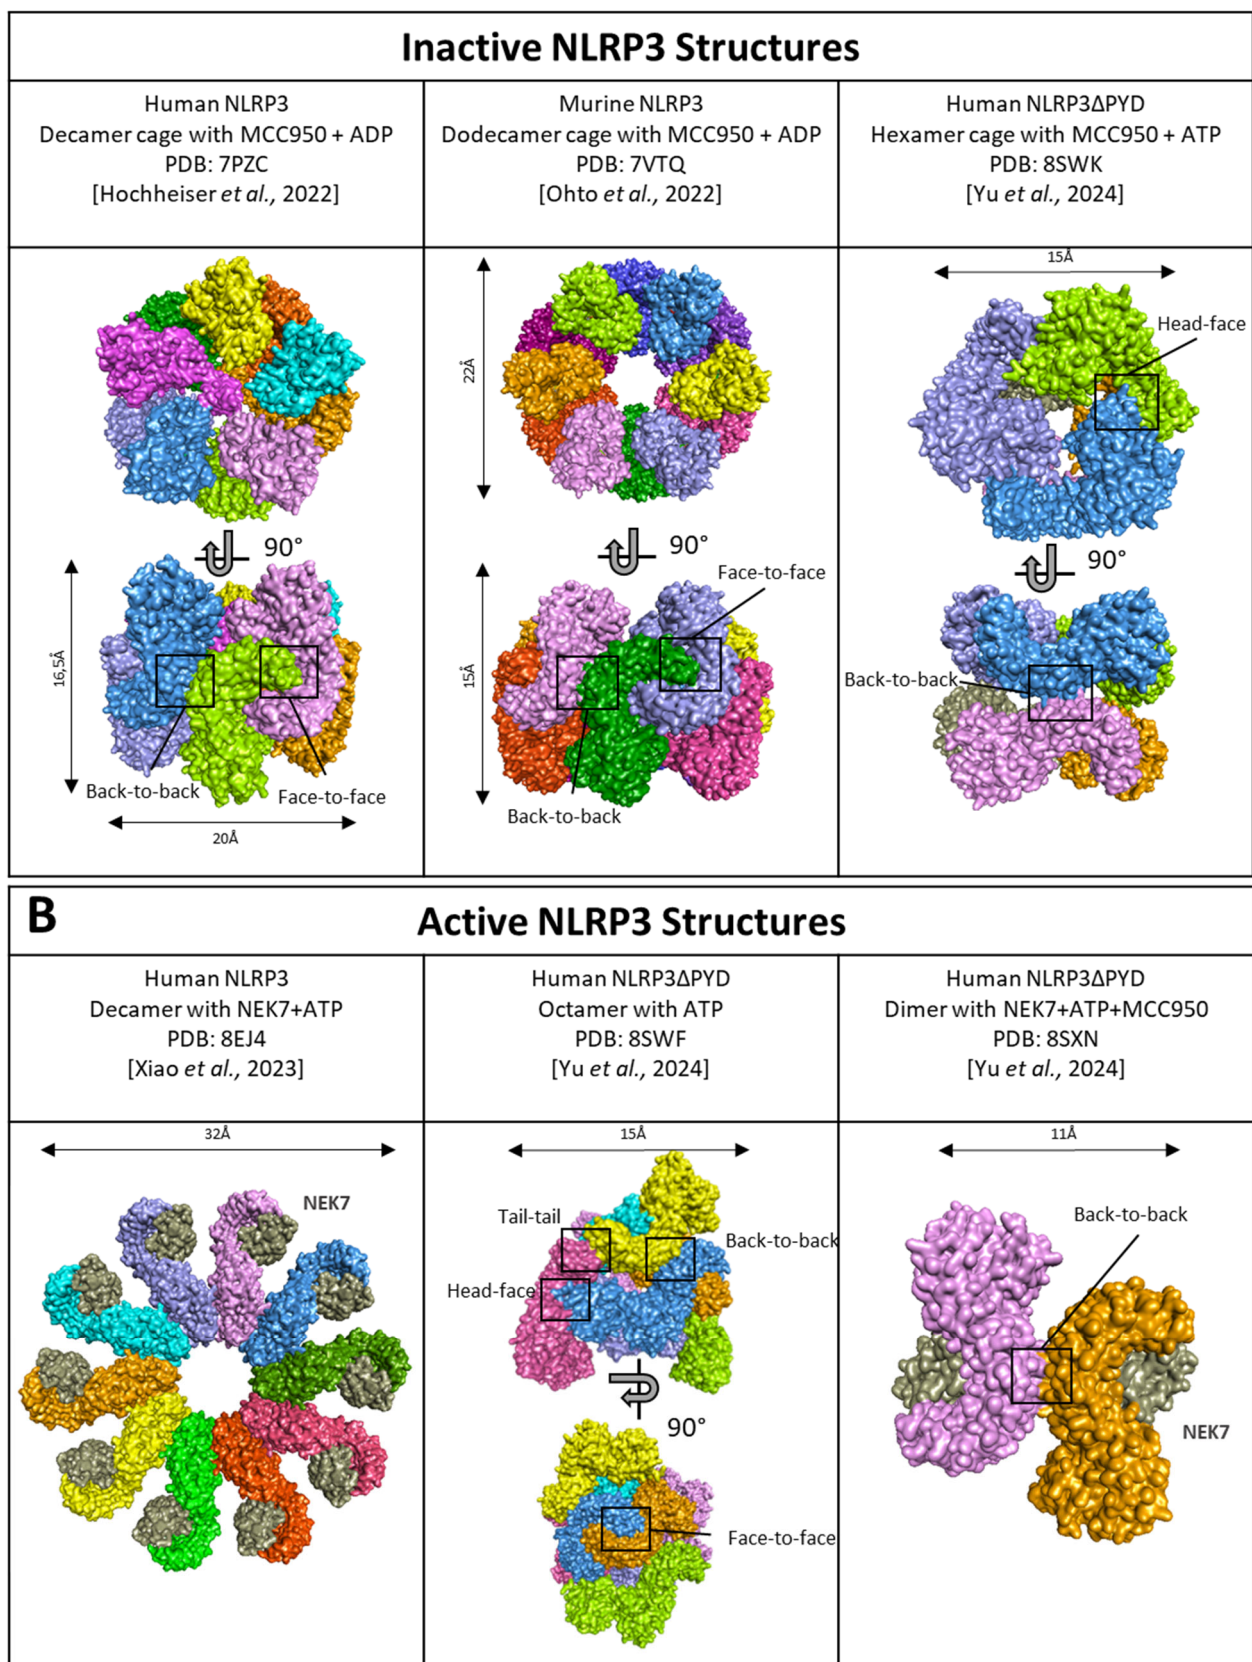 Inactive NLRP3 Structures
Human NLRP3
Decamer cage with MCC950 + ADP
PDB: 7PZC
[Hochheiser et al., 2022]
Murine NLRP3
Dodecamer cage with MCC950 + ADP
PDB: 7VTQ
[Ohto et al., 2022]
Human NLRP3ΔPYD
Hexamer cage with MCC950 + ATP
PDB: 8SWK
[Yu et al., 2024]
90°
16,5Å
Back-to-back
Face-to-face
20Å
22Å
90°
Face-to-face
15Å
Back-to-back
15Å
Head-face
90°
Back-to-back
B
Active NLRP3 Structures
Human NLRP3
Decamer with NEK7+ATP
PDB: 8EJ4
[Xiao et al., 2023]
Human NLRP3ΔPYD
Octamer with ATP
PDB: 8SWF
[Yu et al., 2024]
Human NLRP3ΔPYD
Dimer with NEK7+ATP+MCC950
PDB: 8SXN
[Yu et al., 2024]
32Å
NEK7
15Å
Tail-tail
Back-to-back
Head-face
90°
Face-to-face
11Å
Back-to-back
NEK7